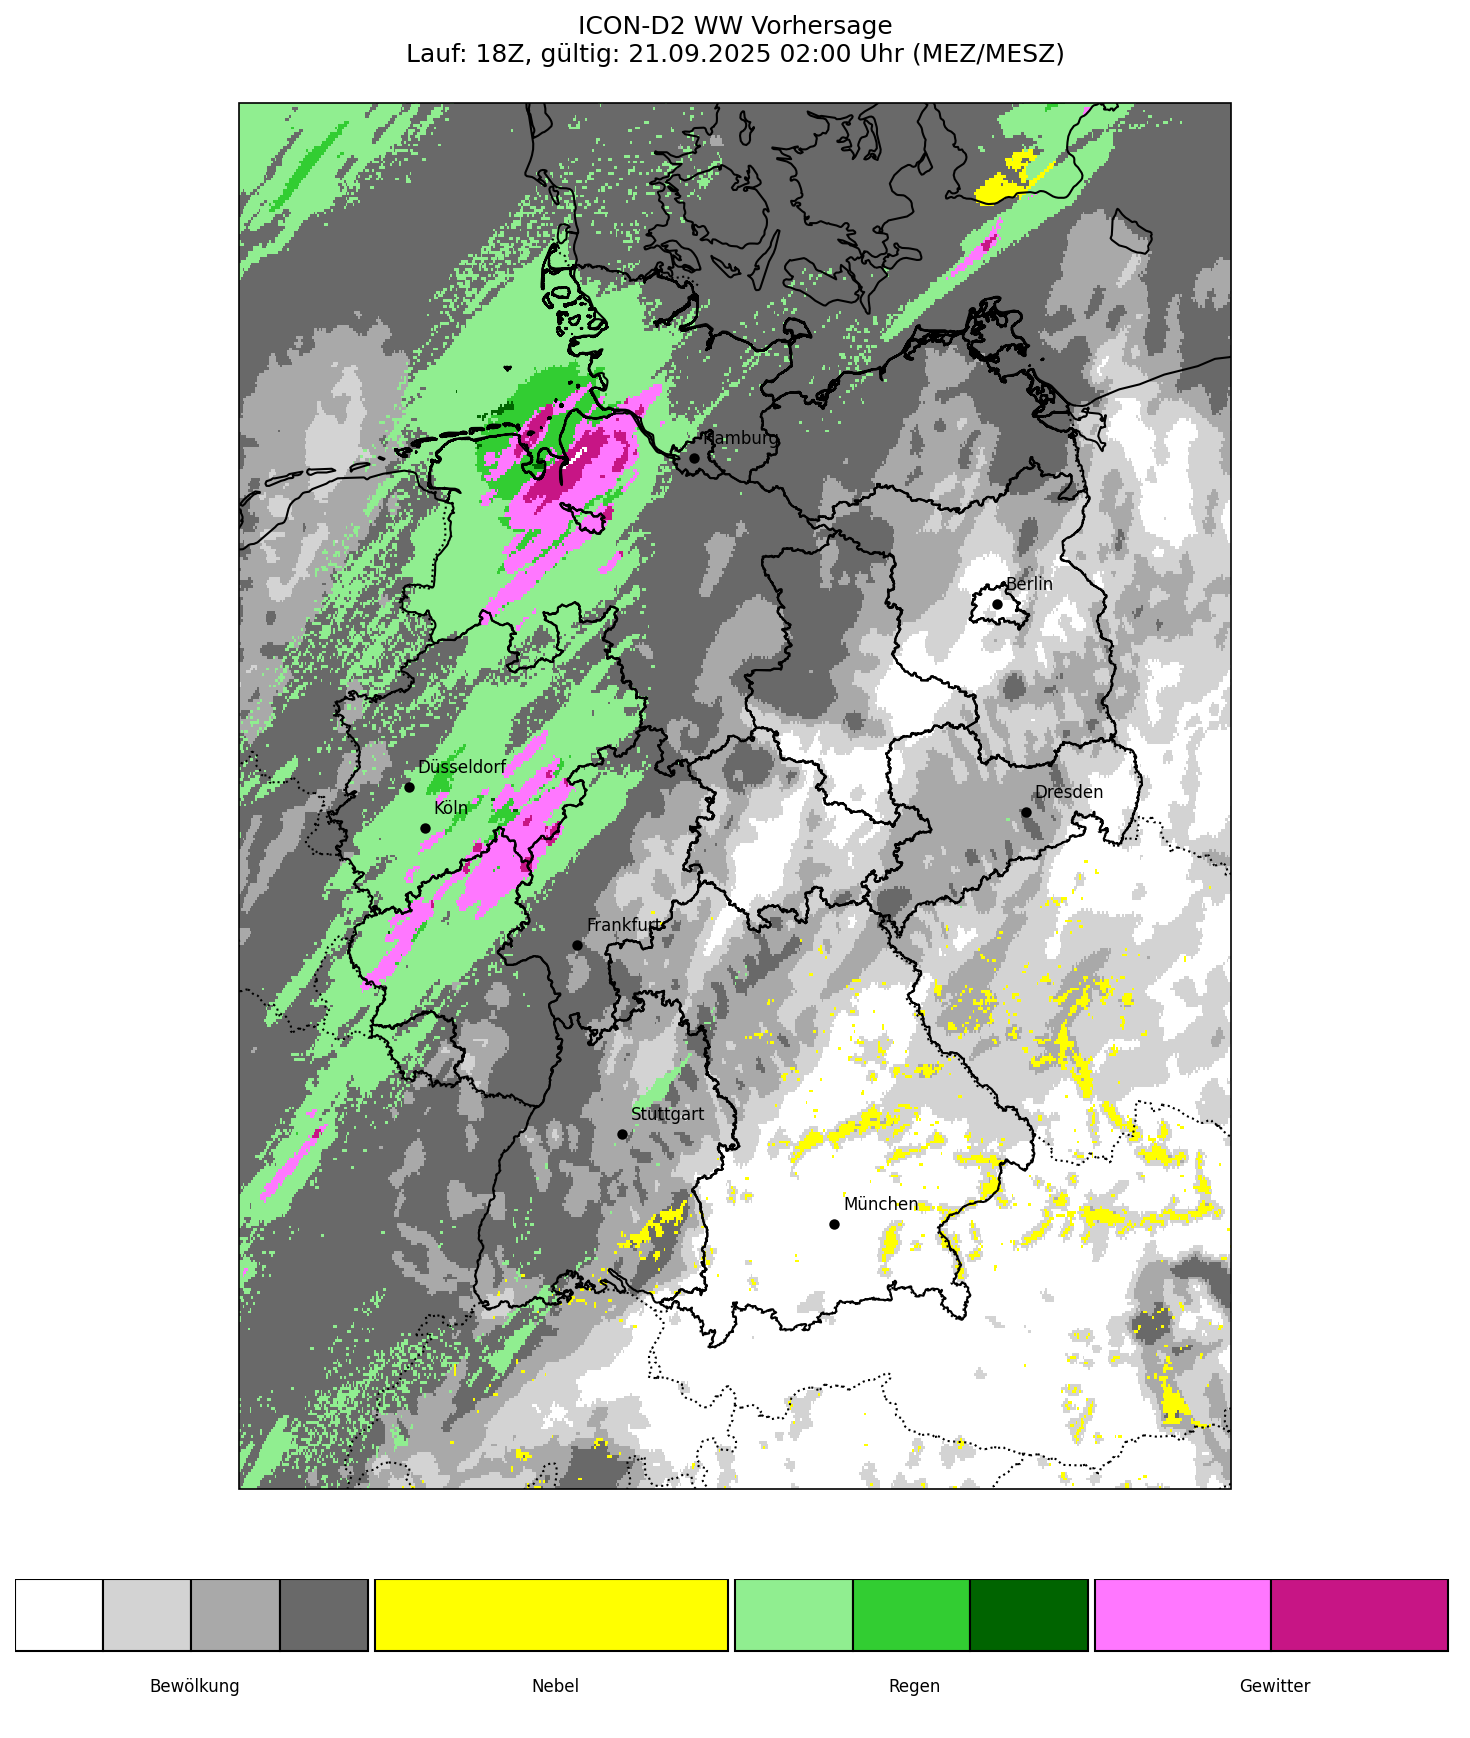 ICON-D2 WW Vorhersage
Lauf: 18Z, gültig: 21.09.2025 02:00 Uhr (MEZ/MESZ)
Hamburg
Berlin
Düsseldorf
Köln
Dresden
Frankfurt
Stuttgart
München
Bewölkung
Nebel
Regen
Gewitter